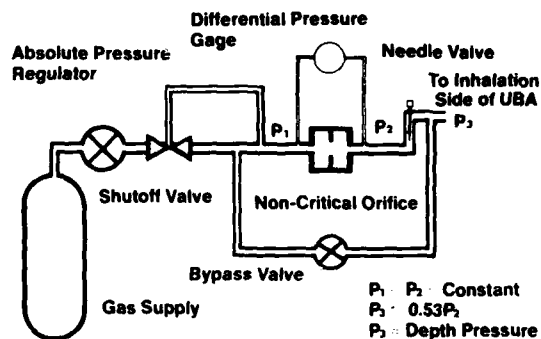 Differential Pressure
Gage
Absolute Pressure
Regulator
Needle Valve
To Inhalation
Side of UBA
P₁
P₂
P₃
Shutoff Valve
Non-Critical Orifice
Bypass Valve
Gas Supply
P₁ - P₂ = Constant
P₃ · 0.53P₂
P₃ = Depth Pressure